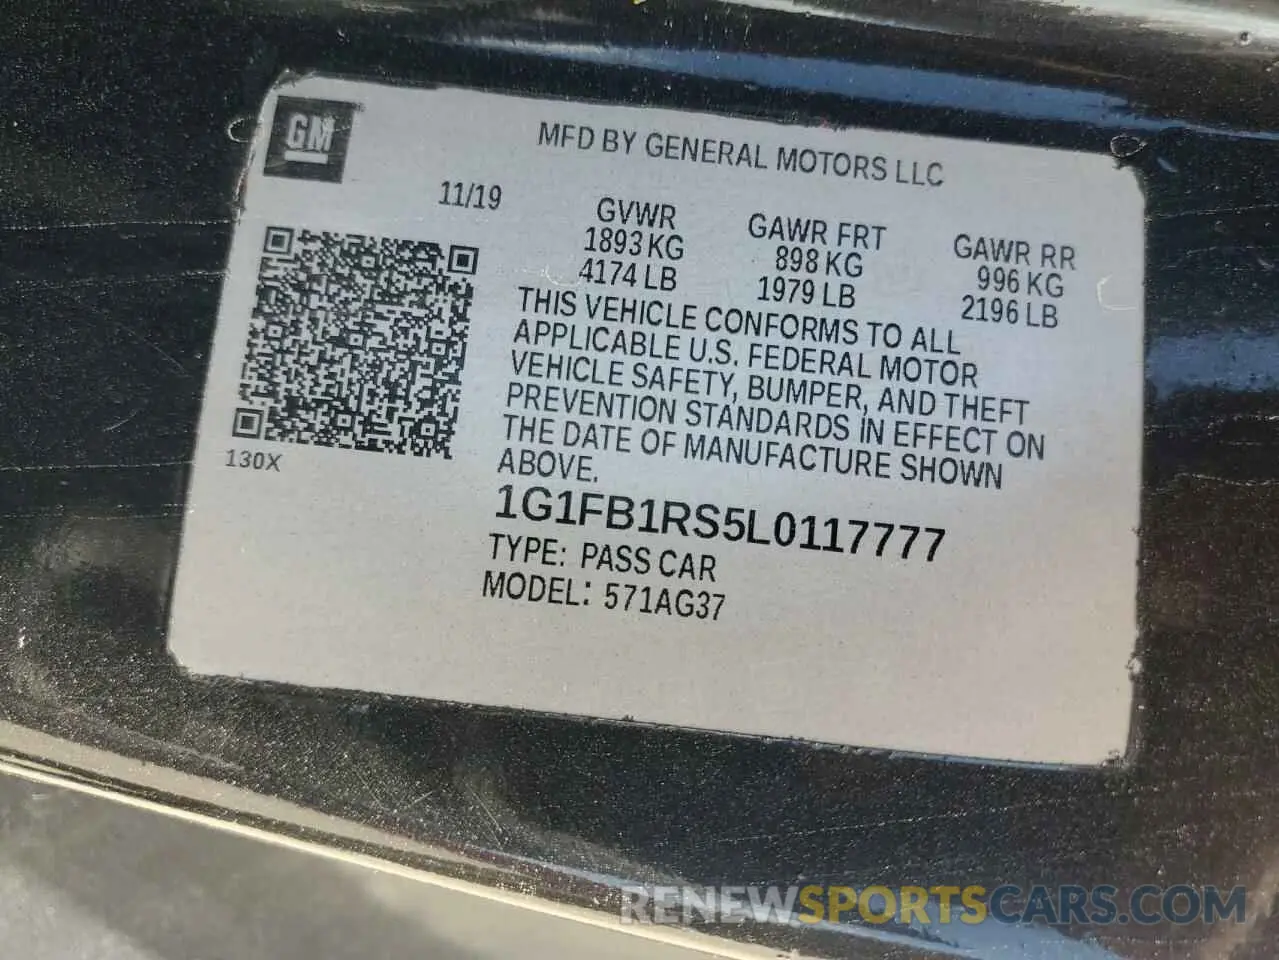 GM
MFD BY GENERAL MOTORS LLC
11/19
GVWR
1893 KG
4174 LB
GAWR FRT
898 KG
1979 LB
GAWR RR
996 KG
2196 LB
THIS VEHICLE CONFORMS TO ALL
APPLICABLE U.S. FEDERAL MOTOR
VEHICLE SAFETY, BUMPER, AND THEFT
PREVENTION STANDARDS IN EFFECT ON
THE DATE OF MANUFACTURE SHOWN
ABOVE.
130X
1G1FB1RS5L0117777
TYPE: PASS CAR
MODEL: 571AG37
RENEWSPORTSCARS.COM